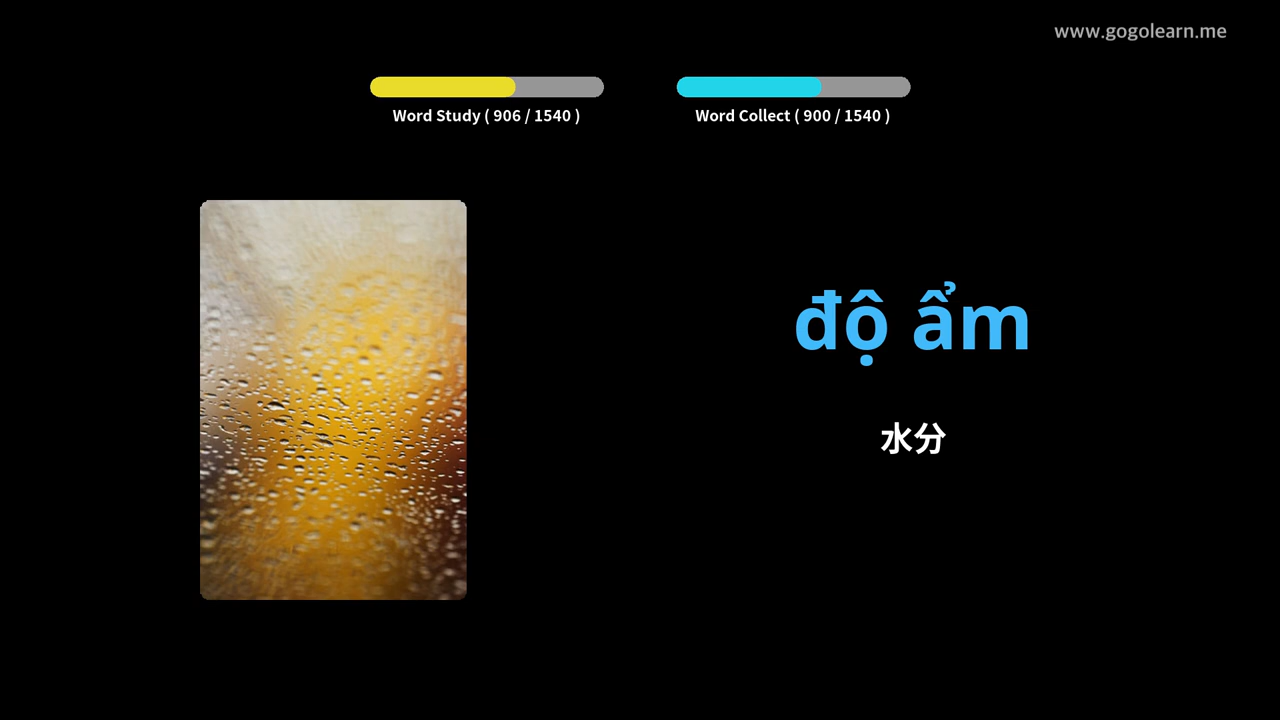 www.gogolearn.me
Word Study ( 906 / 1540 )
Word Collect ( 900 / 1540 )
độ ẩm
水分